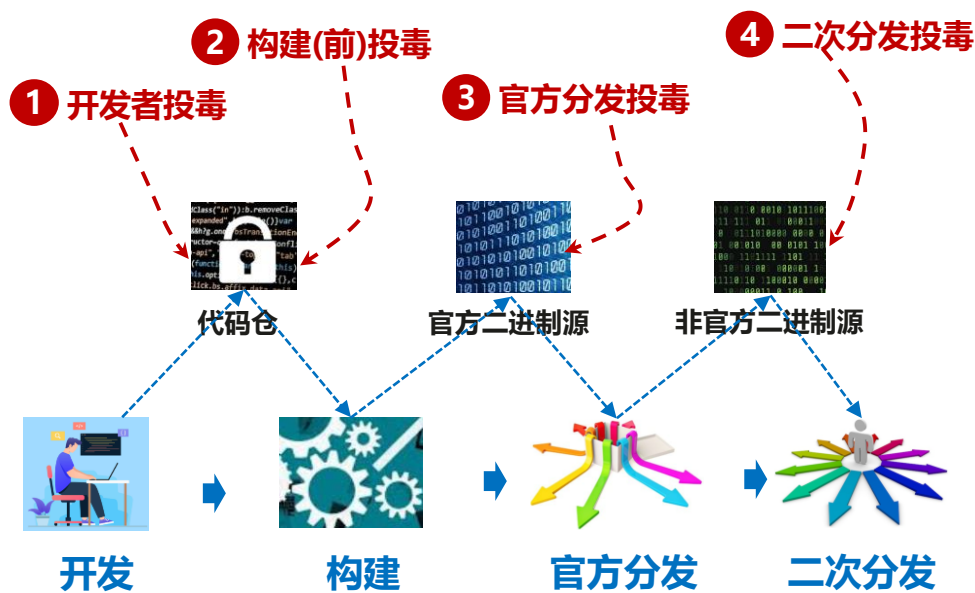 4 二次分发投毒
2 构建(前)投毒
3 官方分发投毒
1 开发者投毒
代码仓
官方二进制源
非官方二进制源
开发
构建
官方分发
二次分发